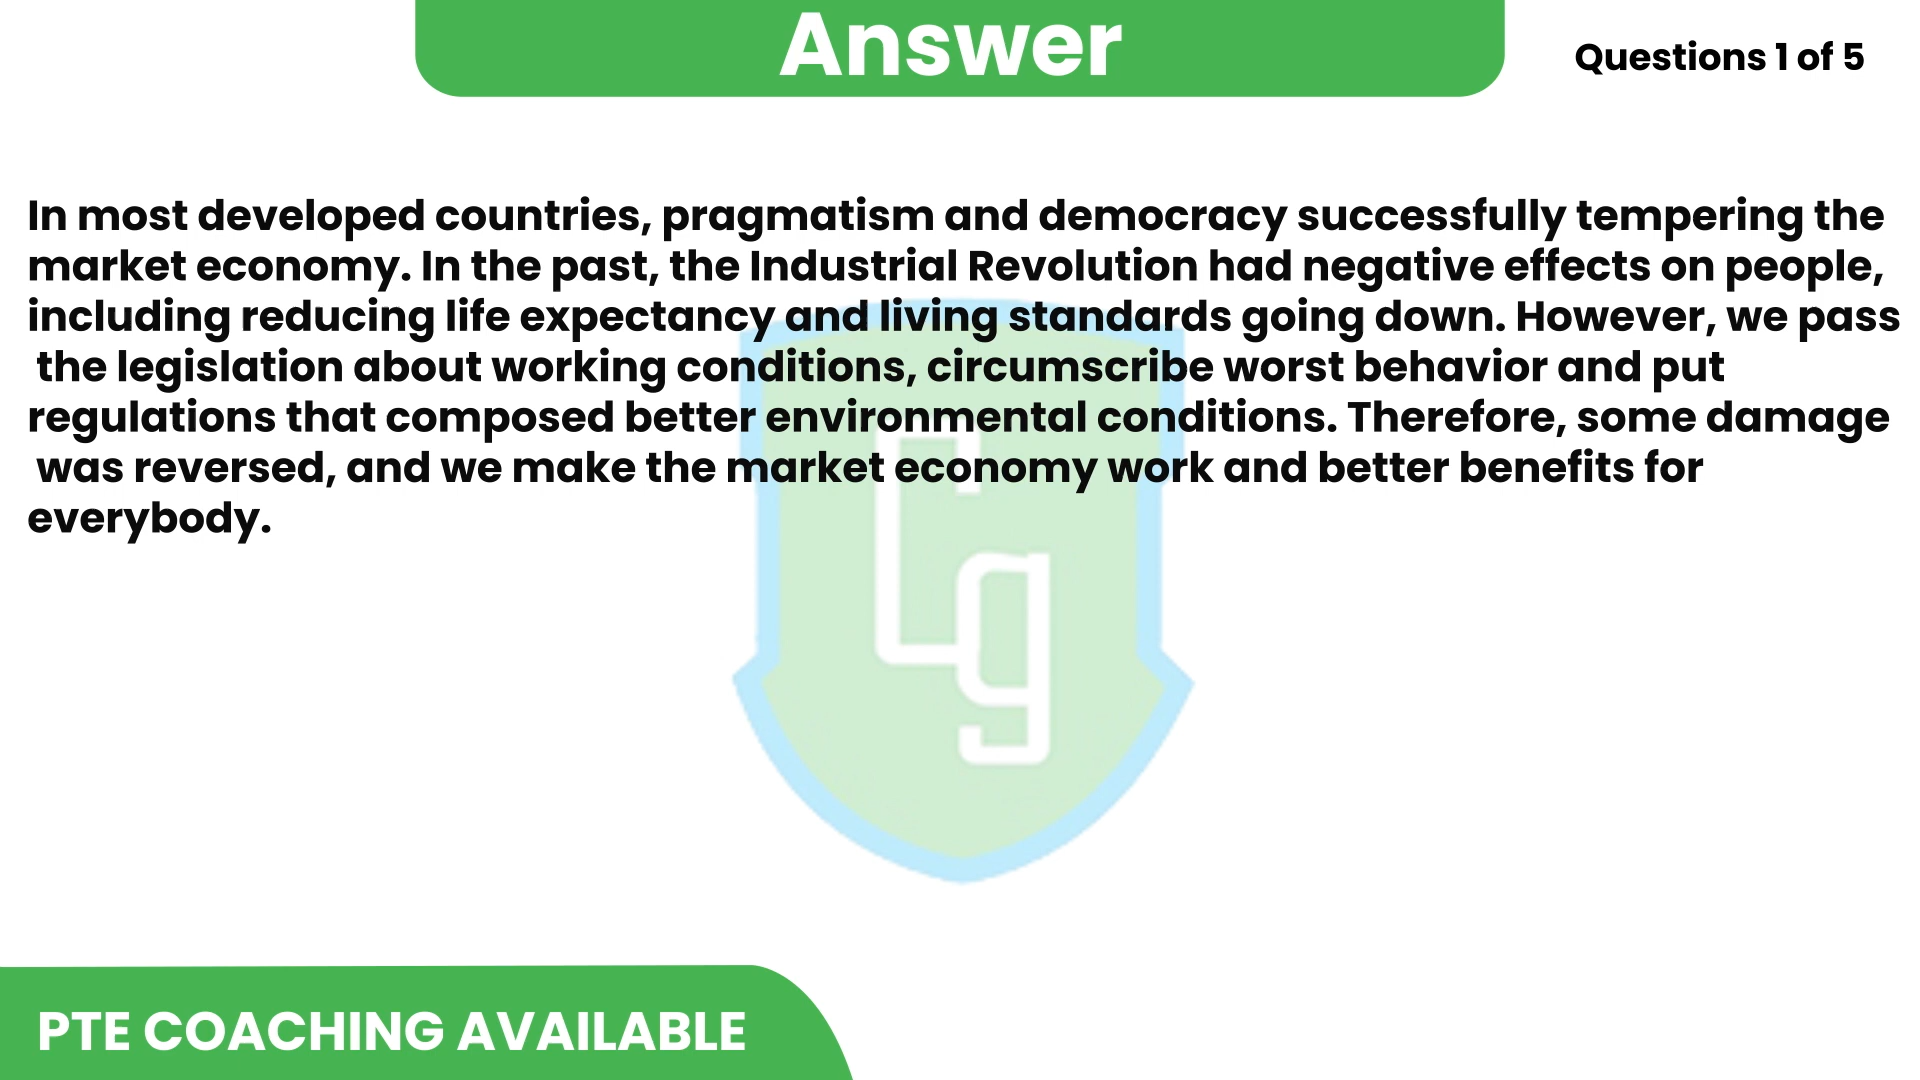 Answer
Questions 1 of 5
In most developed countries, pragmatism and democracy successfully tempering the
market economy. In the past, the Industrial Revolution had negative effects on people,
including reducing life expectancy and living standards going down. However, we pass
the legislation about working conditions, circumscribe worst behavior and put
regulations that composed better environmental conditions. Therefore, some damage
was reversed, and we make the market economy work and better benefits for
everybody.
Cg
PTE COACHING AVAILABLE